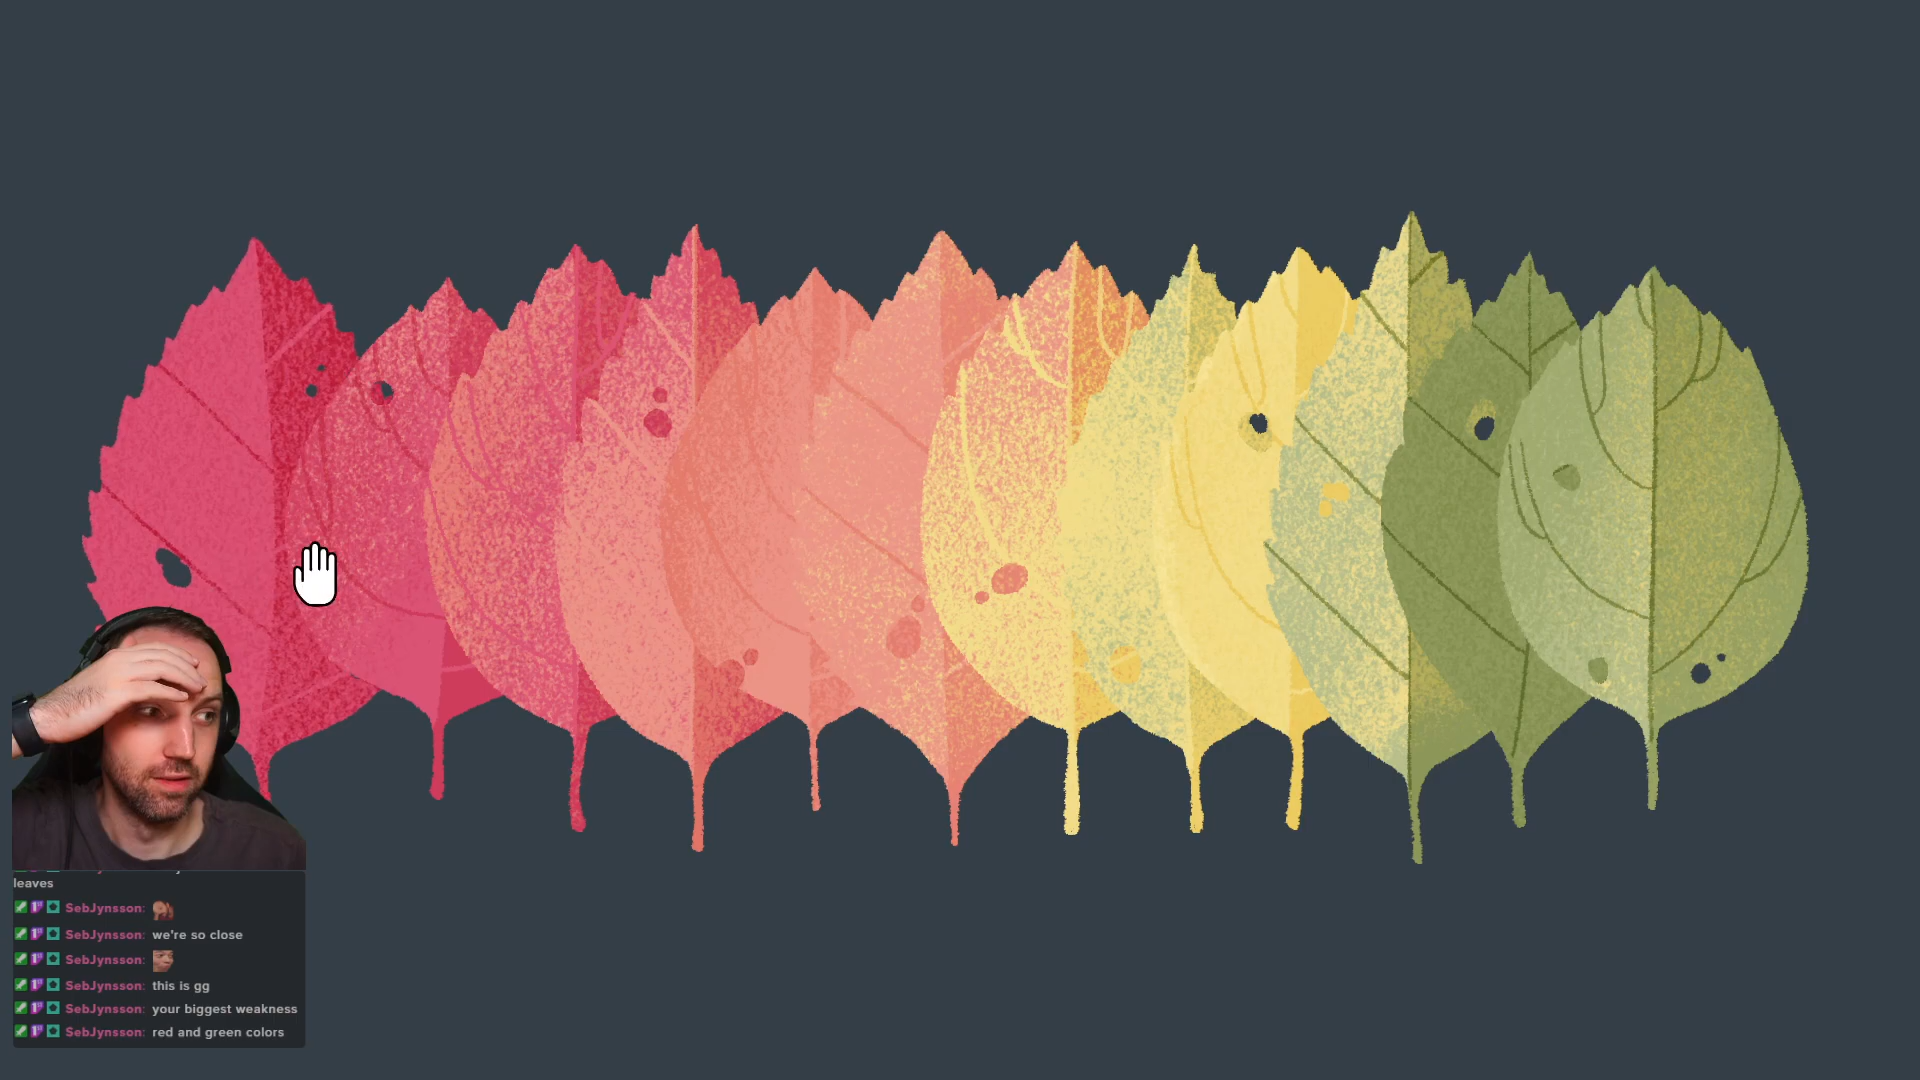 leaves
SebJynsson:
SebJynsson: we're so close
SebJynsson:
SebJynsson: this is gg
SebJynsson: your biggest weakness
SebJynsson: red and green colors